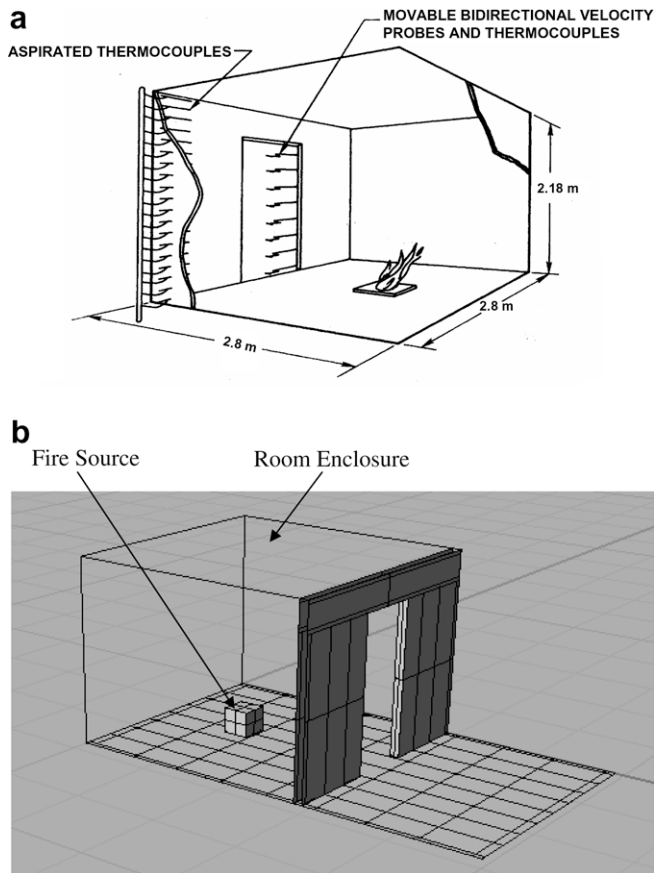 a
MOVABLE BIDIRECTIONAL VELOCITY
PROBES AND THERMOCOUPLES
ASPIRATED THERMOCOUPLES
2.18 m
2.8 m
2.8 m
b
Fire Source
Room Enclosure